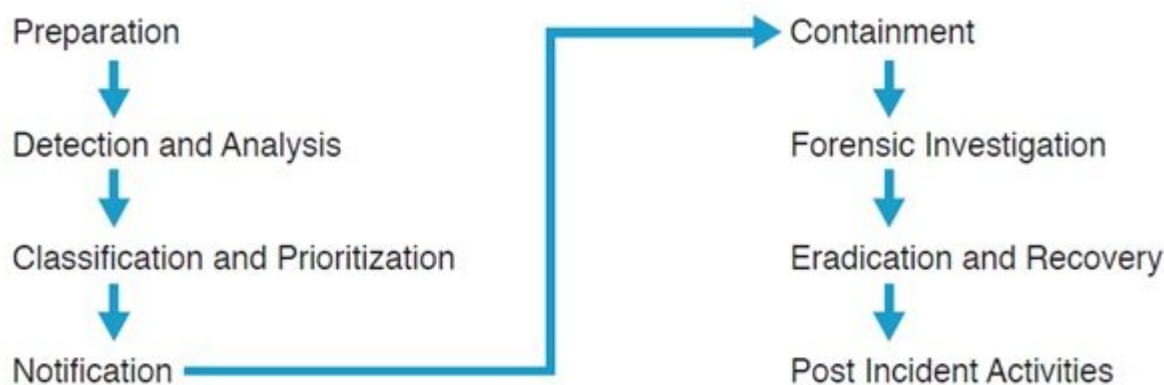 Preparation
Detection and Analysis
Classification and Prioritization
Notification
Containment
Forensic Investigation
Eradication and Recovery
Post Incident Activities